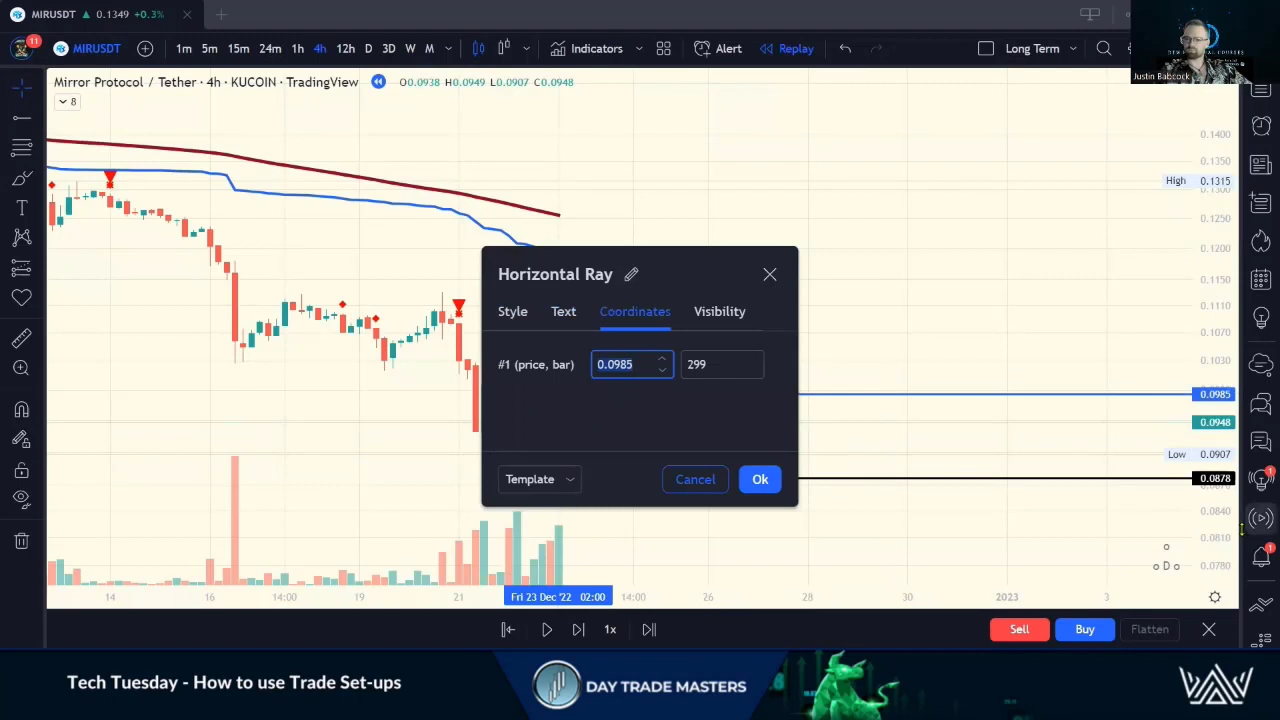 MIRUSDT ▲ 0.1349 +0.3%
11
MIRUSDT
1m 5m 15m 24m 1h 4h 12h D 3D W M
Indicators
Alert
Replay
Long Term
Justin Babcock
Mirror Protocol / Tether · 4h · KUCOIN · TradingView
O0.0938 H0.0949 L0.0907 C0.0948
8
0.1400
0.1350
High 0.1315
0.1300
0.1250
0.1200
0.1150
0.1110
0.1070
0.1030
0.0985
0.0948
Low 0.0907
0.0878
0.0840
0.0810
0.0780
Horizontal Ray
Style Text Coordinates Visibility
#1 (price, bar) 0.0985 299
Template Cancel Ok
1
1
D
14 16 14:00 21 Fri 23 Dec '22 02:00 14:00 26 28 30 2023 3
1x
Sell Buy Flatten
Tech Tuesday - How to use Trade Set-ups
DAY TRADE MASTERS